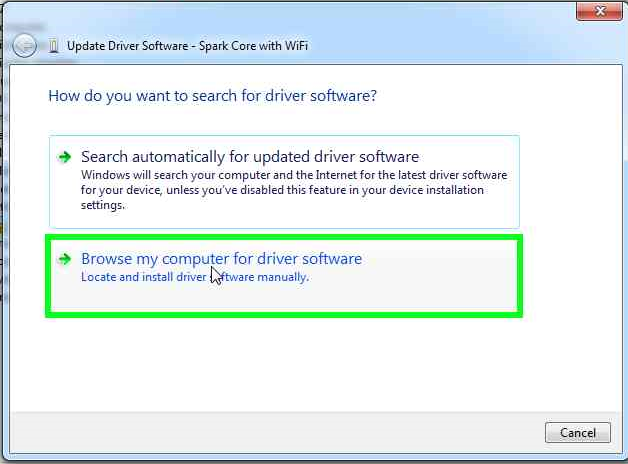 Update Driver Software - Spark Core with WiFi
How do you want to search for driver software?
Search automatically for updated driver software
Windows will search your computer and the Internet for the latest driver software
for your device, unless you've disabled this feature in your device installation
settings.
Browse my computer for driver software
Locate and install driver software manually.
Cancel